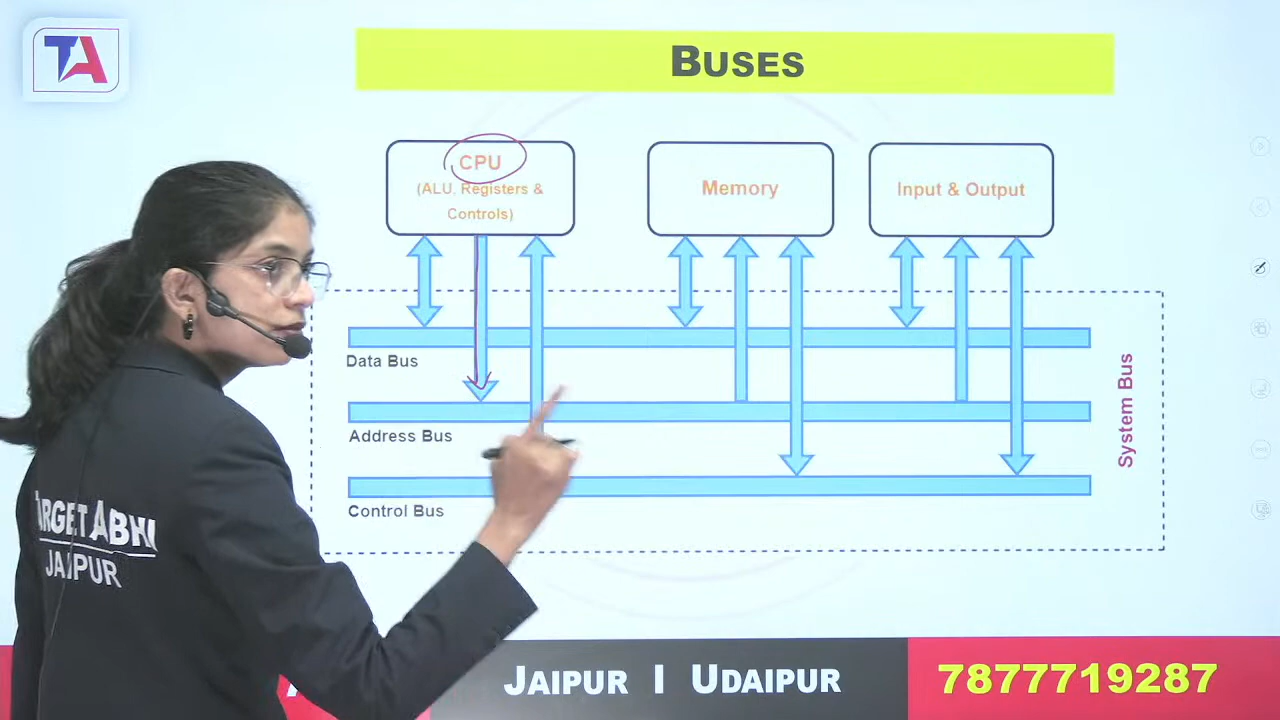 TA
BUSES
CPU
(ALU, Registers &
Controls)
Memory
Input & Output
Data Bus
Address Bus
Control Bus
System Bus
JAIPUR
JAIPUR I UDAIPUR
7877719287